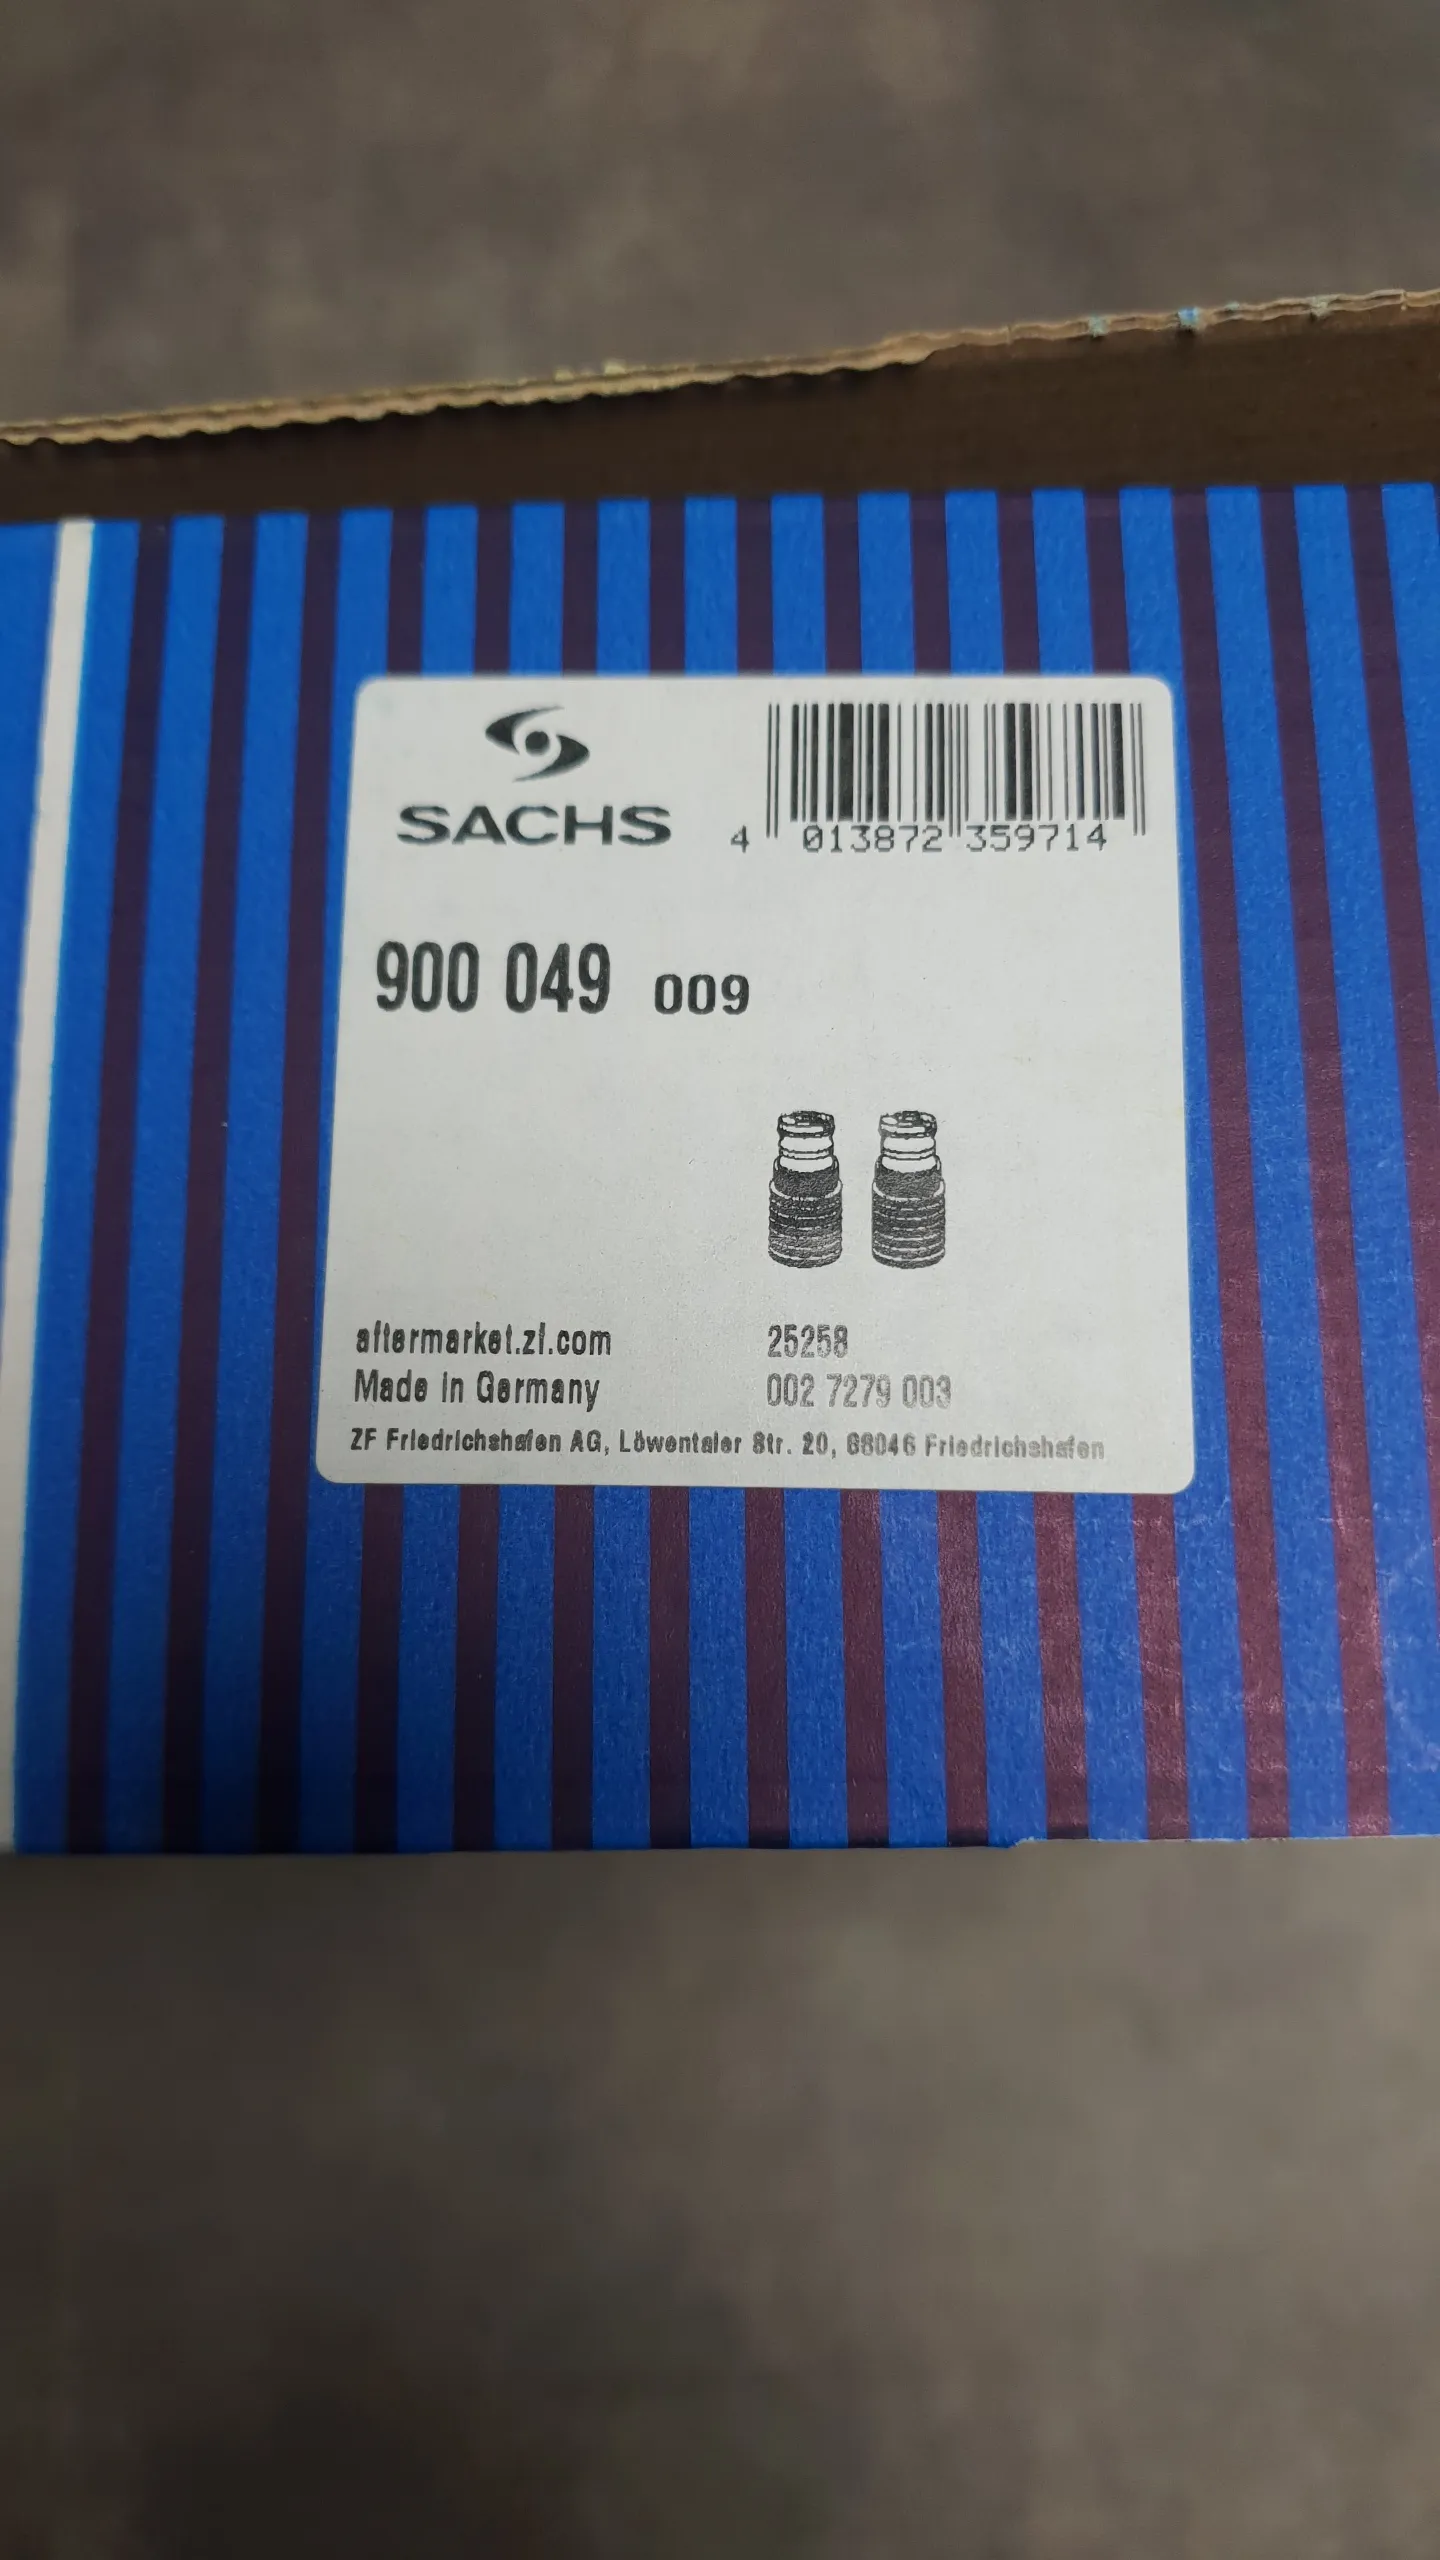 SACHS
4 013872 359714
900 049 009
aftermarket.zf.com 25258
Made in Germany 002 7279 003
ZF Friedrichshafen AG, Löwentaler Str. 20, 88046 Friedrichshafen